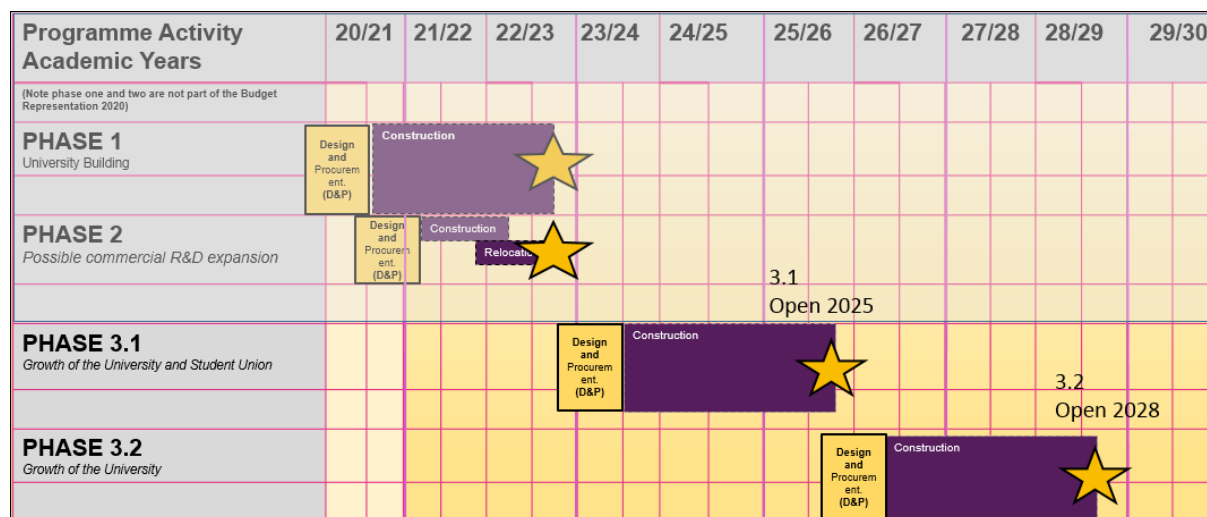 Programme Activity
Academic Years
20/21 21/22 22/23 23/24 24/25 25/26 26/27 27/28 28/29 29/30
(Note phase one and two are not part of the Budget
Representation 2020)
PHASE 1
University Building
Design
and
Procurem
ent.
(D&P)
Construction
PHASE 2
Possible commercial R&D expansion
Design
and
Procurem
ent.
(D&P)
Construction
Relocatio
3.1
Open 2025
PHASE 3.1
Growth of the University and Student Union
Design
and
Procurem
ent.
(D&P)
Construction
3.2
Open 2028
PHASE 3.2
Growth of the University
Design
and
Procurem
ent.
(D&P)
Construction